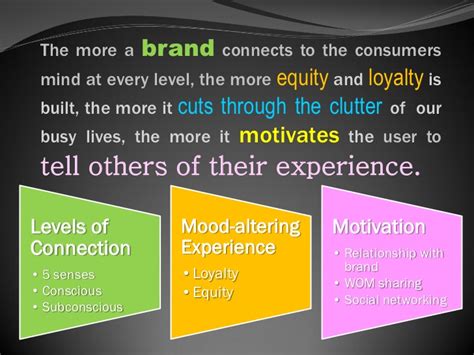 The more a brand connects to the consumers
mind at every level, the more equity and loyalty is
built, the more it cuts through the clutter of our
busy lives, the more it motivates the user to
tell others of their experience.
Levels of
Connection
• 5 senses
• Conscious
• Subconscious
Mood-altering
Experience
• Loyalty
• Equity
Motivation
• Relationship with
brand
• WOM sharing
• Social networking